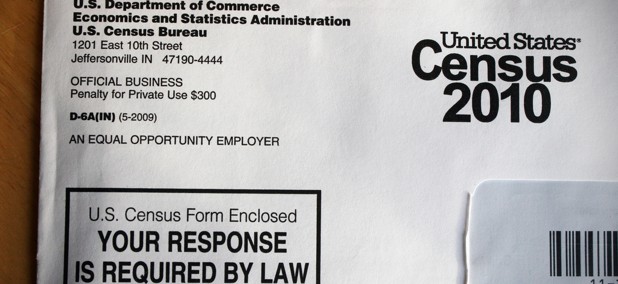 U.S. Department of Commerce
Economics and Statistics Administration
U.S. Census Bureau
1201 East 10th Street
Jeffersonville IN 47190-4444
OFFICIAL BUSINESS
Penalty for Private Use $300
D-6A(IN) (5-2009)
AN EQUAL OPPORTUNITY EMPLOYER
United States®
Census
2010
U.S. Census Form Enclosed
YOUR RESPONSE
IS REQUIRED BY LAW